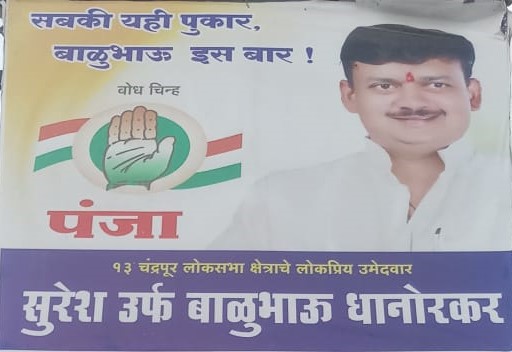 सबकी यही पुकार,
बाळुभाऊ इस बार !
बोध चिन्ह
पंजा
१३ चंद्रपूर लोकसभा क्षेत्राचे लोकप्रिय उमेदवार
सुरेश उर्फ बाळुभाऊ धानोरकर